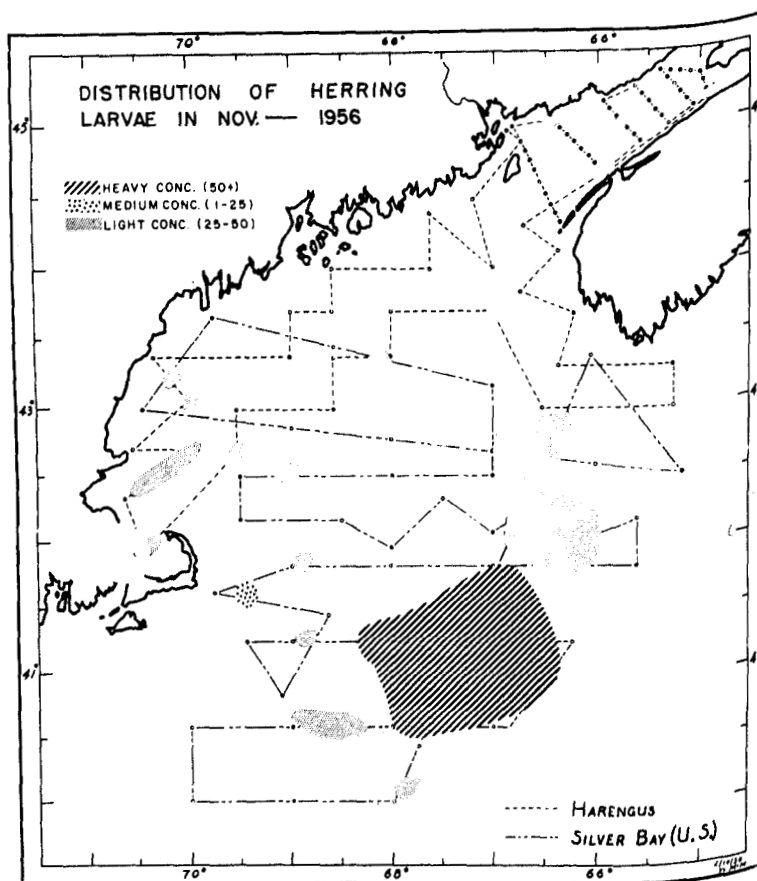 70° 68° 66°
DISTRIBUTION OF HERRING
LARVAE IN NOV. — 1956
45°
HEAVY CONC. (50+)
MEDIUM CONC. (1-25)
LIGHT CONC. (25-50)
43°
41°
HARENGUS
SILVER BAY (U.S.)
70° 68° 66°